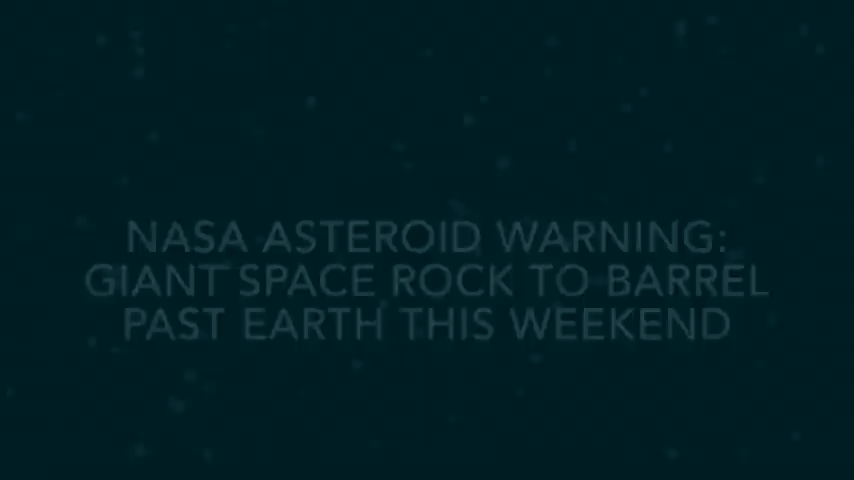 NASA ASTEROID WARNING:
GIANT SPACE ROCK TO BARREL
PAST EARTH THIS WEEKEND